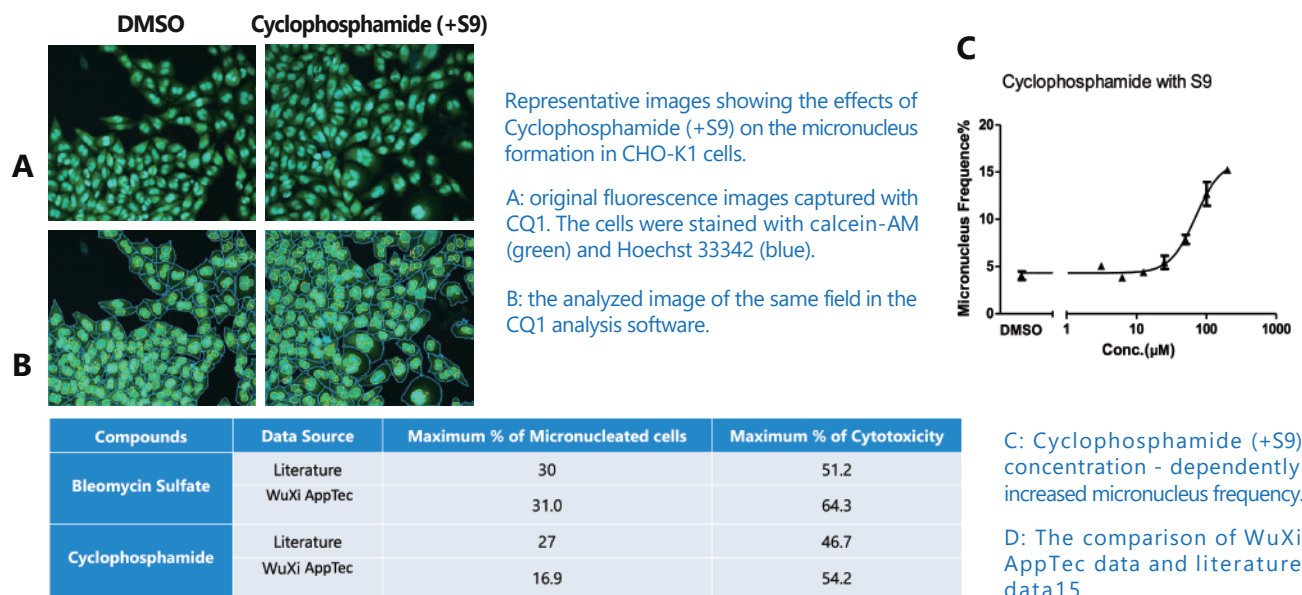 DMSO
Cyclophosphamide (+S9)
A
B
Representative images showing the effects of
Cyclophosphamide (+S9) on the micronucleus
formation in CHO-K1 cells.
A: original fluorescence images captured with
CQ1. The cells were stained with calcein-AM
(green) and Hoechst 33342 (blue).
B: the analyzed image of the same field in the
CQ1 analysis software.
C
Cyclophosphamide with S9
Micronucleus Frequence%
20
15
10
5
0
DMSO
1
10
100
1000
Conc.(µM)
Compounds
Data Source
Maximum % of Micronucleated cells
Maximum % of Cytotoxicity
Bleomycin Sulfate
Literature
30
51.2
WuXi AppTec
31.0
64.3
Cyclophosphamide
Literature
27
46.7
WuXi AppTec
16.9
54.2
C: Cyclophosphamide (+S9)
concentration - dependently
increased micronucleus frequency.
D: The comparison of WuXi
AppTec data and literature
data15